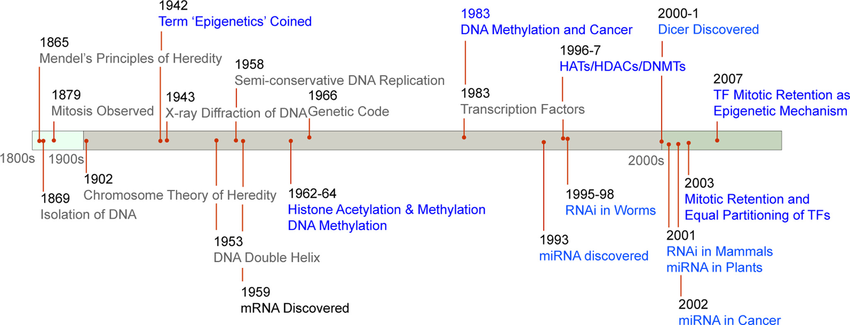 1942
Term ‘Epigenetics’ Coined
1865
Mendel's Principles of Heredity
1879
Mitosis Observed
1943
X-ray Diffraction of DNA
1958
Semi-conservative DNA Replication
1966
Genetic Code
1983
DNA Methylation and Cancer
1983
Transcription Factors
1996-7
HATs/HDACs/DNMTs
2000-1
Dicer Discovered
2007
TF Mitotic Retention as
Epigenetic Mechanism
1800s
1900s
2000s
1869
Isolation of DNA
1902
Chromosome Theory of Heredity
1953
DNA Double Helix
1959
mRNA Discovered
1962-64
Histone Acetylation & Methylation
DNA Methylation
1993
miRNA discovered
1995-98
RNAi in Worms
2003
Mitotic Retention and
Equal Partitioning of TFs
2001
RNAi in Mammals
miRNA in Plants
2002
miRNA in Cancer